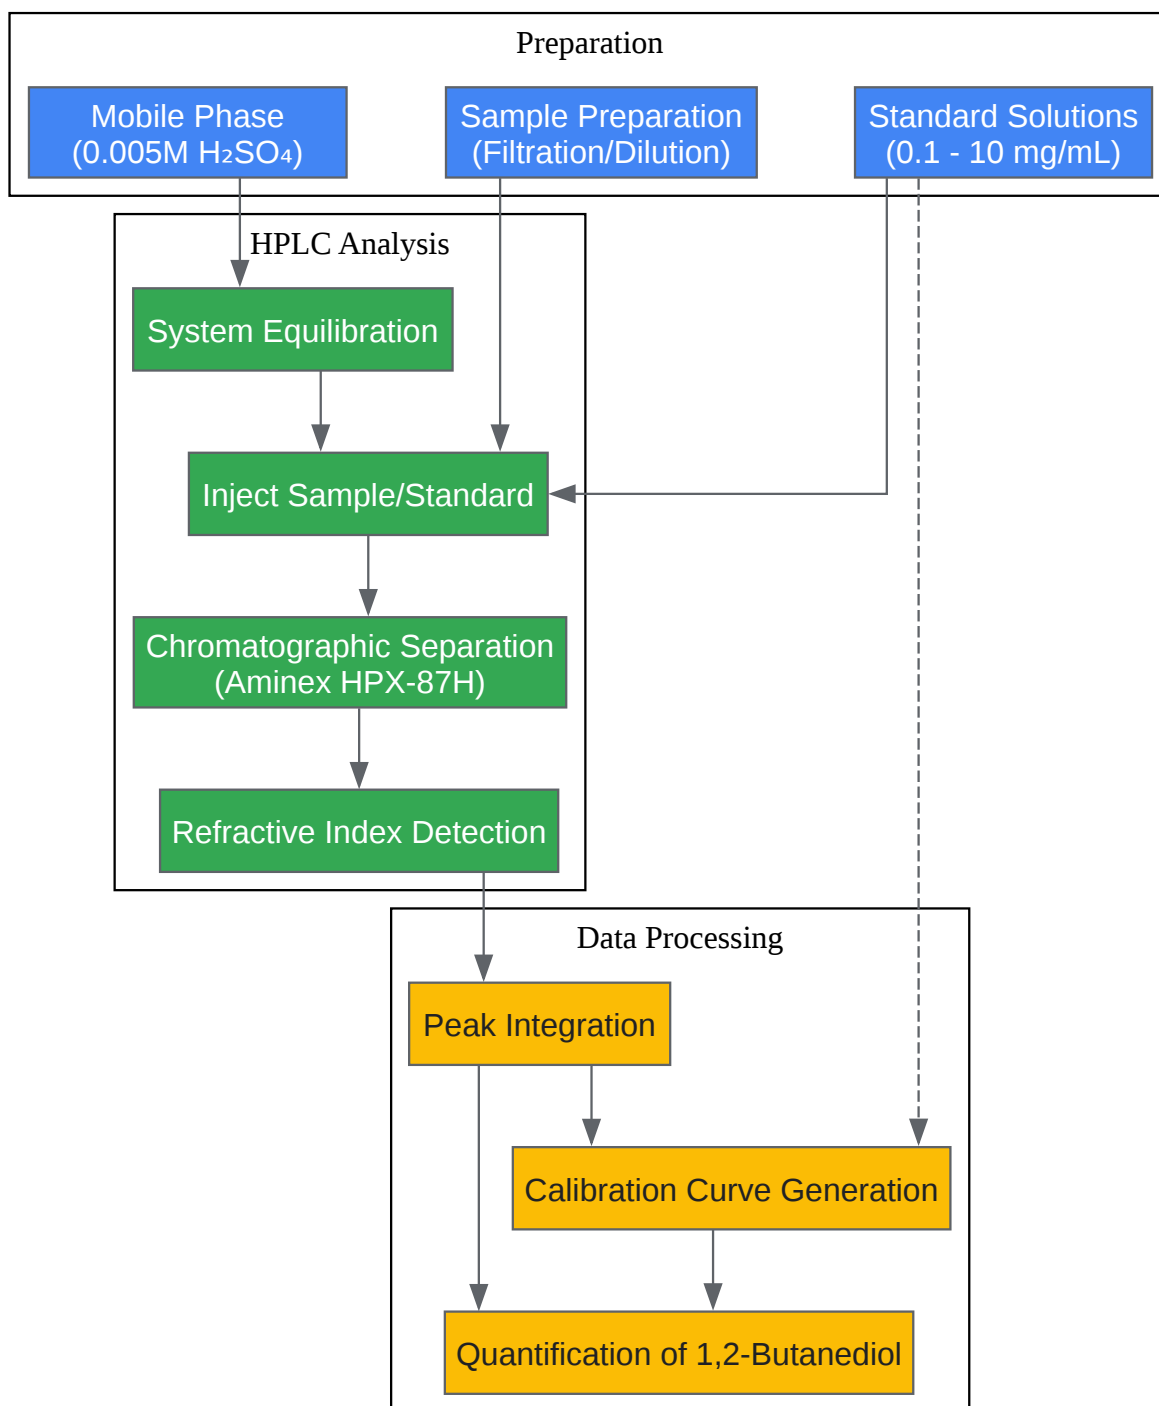 Preparation
Mobile Phase
(0.005M H₂SO₄)
Sample Preparation
(Filtration/Dilution)
Standard Solutions
(0.1 - 10 mg/mL)
HPLC Analysis
System Equilibration
Inject Sample/Standard
Chromatographic Separation
(Aminex HPX-87H)
Refractive Index Detection
Data Processing
Peak Integration
Calibration Curve Generation
Quantification of 1,2-Butanediol